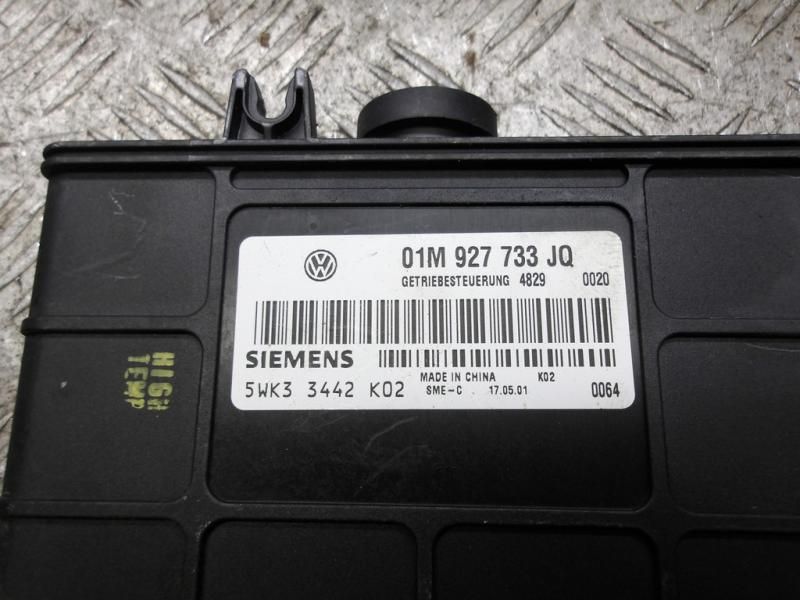 01M 927 733 JQ
GETRIEBESTEUERUNG 4829 0020
SIEMENS
5WK3 3442 K02
MADE IN CHINA K02
SME-C 17.05.01 0064
HIGH
TEMP